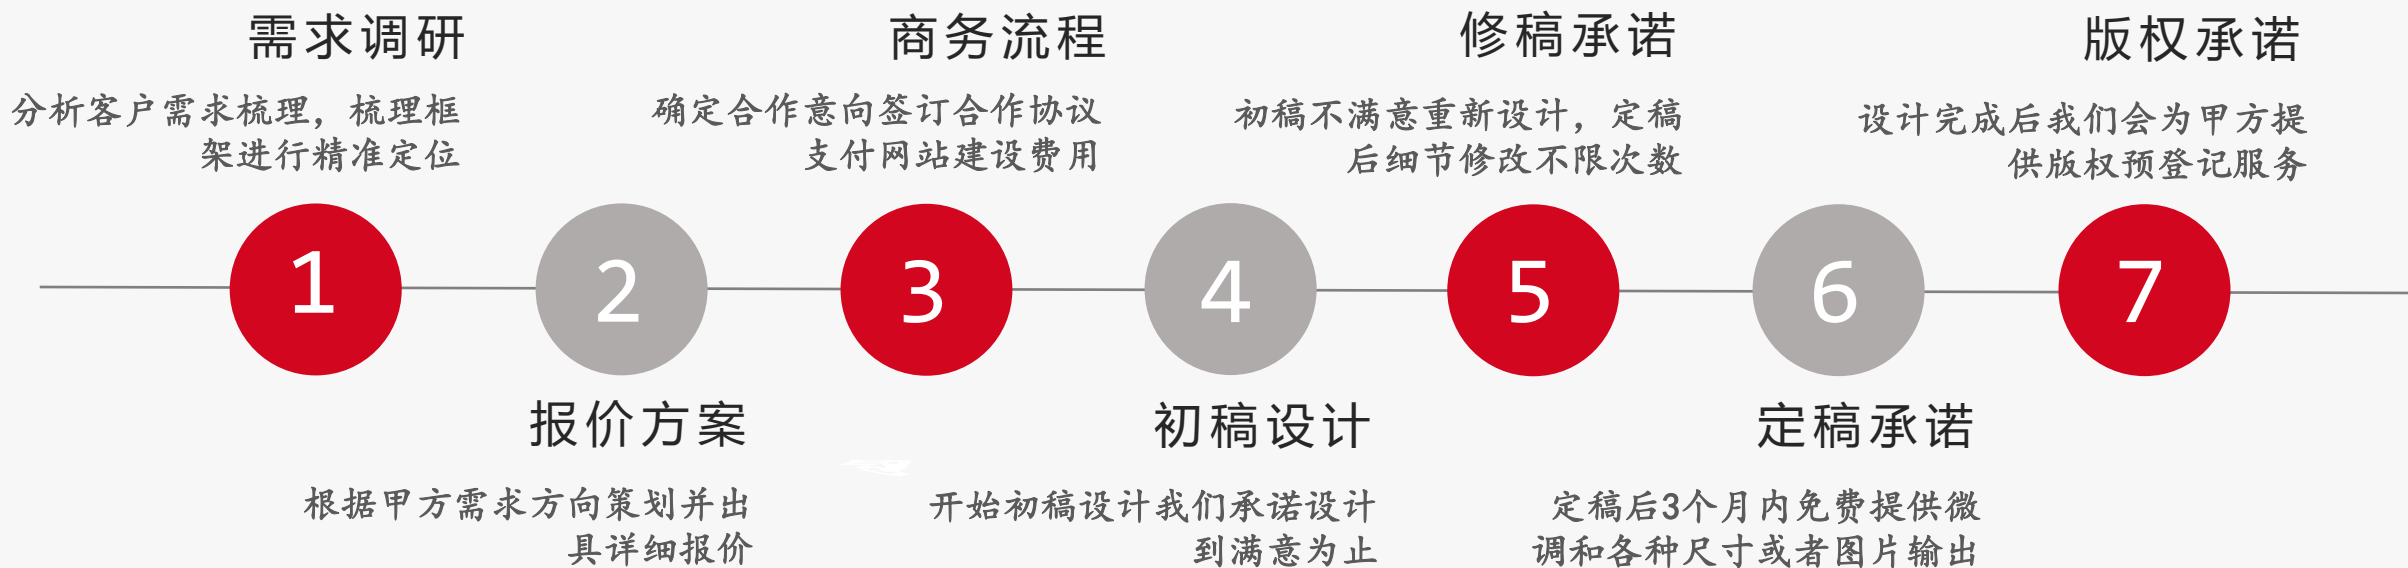 需求调研
分析客户需求梳理，梳理框
架进行精准定位
1
报价方案
根据甲方需求方向策划并出
具详细报价
2
商务流程
确定合作意向签订合作协议
支付网站建设费用
3
初稿设计
开始初稿设计我们承诺设计
到满意为止
4
修稿承诺
初稿不满意重新设计，定稿
后细节修改不限次数
5
定稿承诺
定稿后3个月内免费提供微
调和各种尺寸或者图片输出
6
版权承诺
设计完成后我们会为甲方提
供版权预登记服务
7